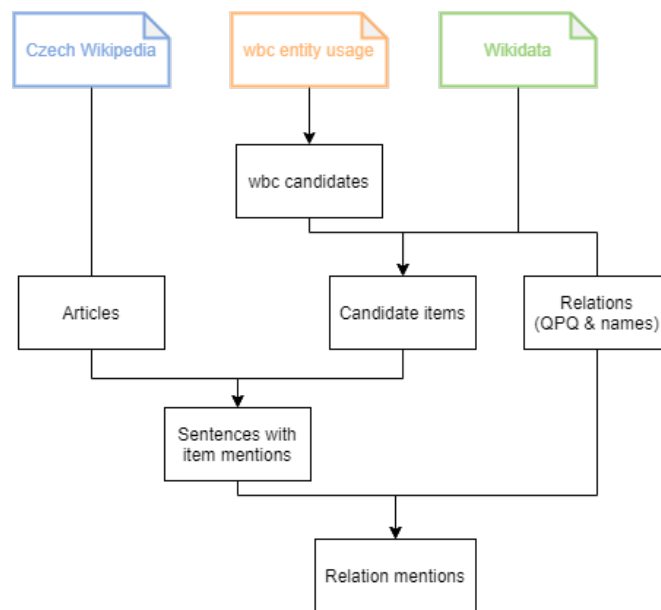 Czech Wikipedia
wbc entity usage
Wikidata
wbc candidates
Articles
Candidate items
Relations
(QPQ & names)
Sentences with
item mentions
Relation mentions